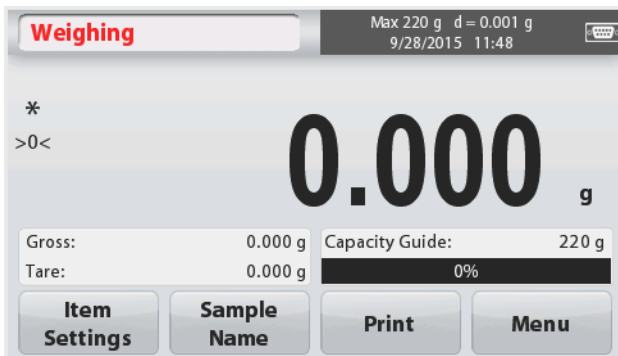 Weighing
Max 220 g d = 0.001 g
9/28/2015 11:48
*
>0<
0.000 g
Gross: 0.000 g
Tare: 0.000 g
Capacity Guide: 220 g
0%
Item Settings
Sample Name
Print
Menu